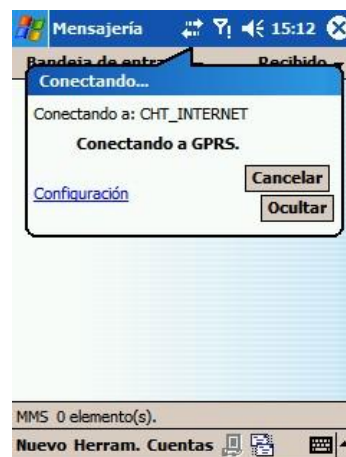 Mensajería 15:12
Bandeja de entra Recibido
Conectando...
Conectando a: CHT_INTERNET
Conectando a GPRS.
Cancelar
Configuración
Ocultar
MMS 0 elemento(s).
Nuevo Herram. Cuentas